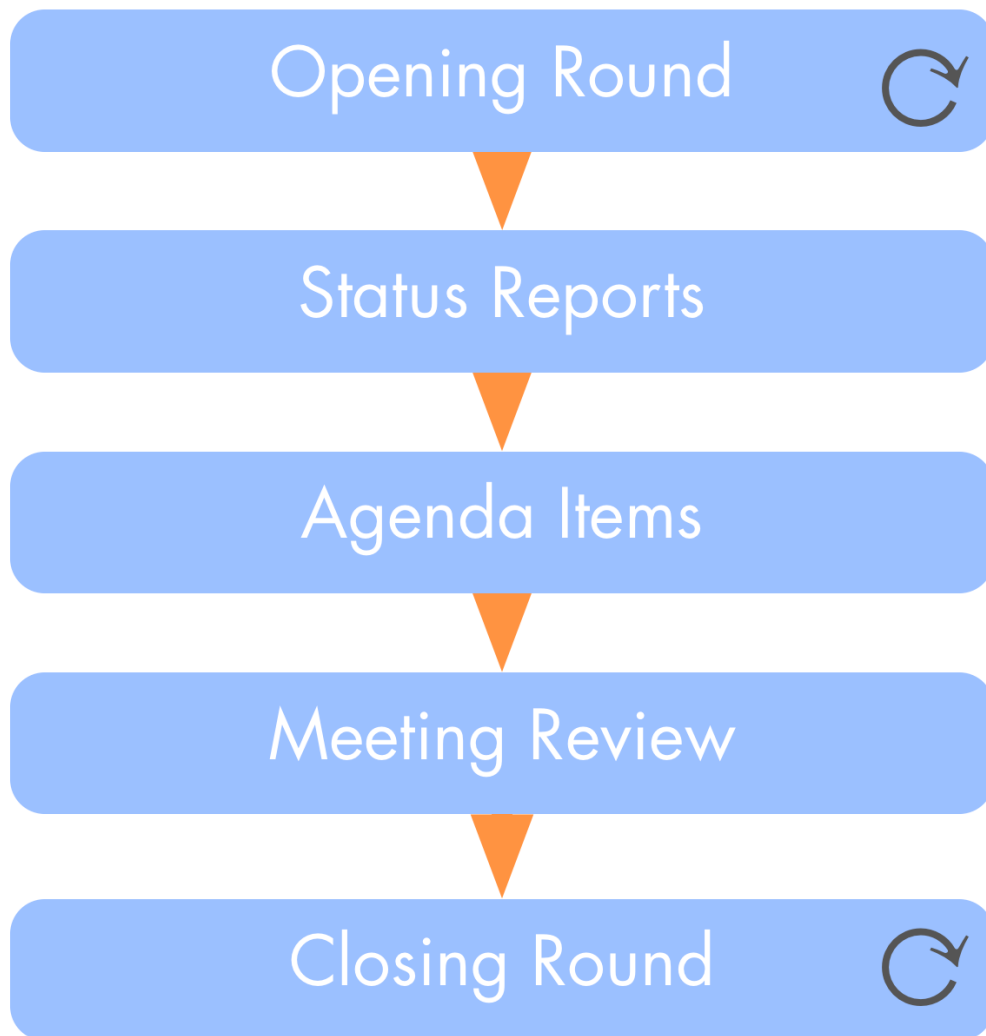 Opening Round
Status Reports
Agenda Items
Meeting Review
Closing Round